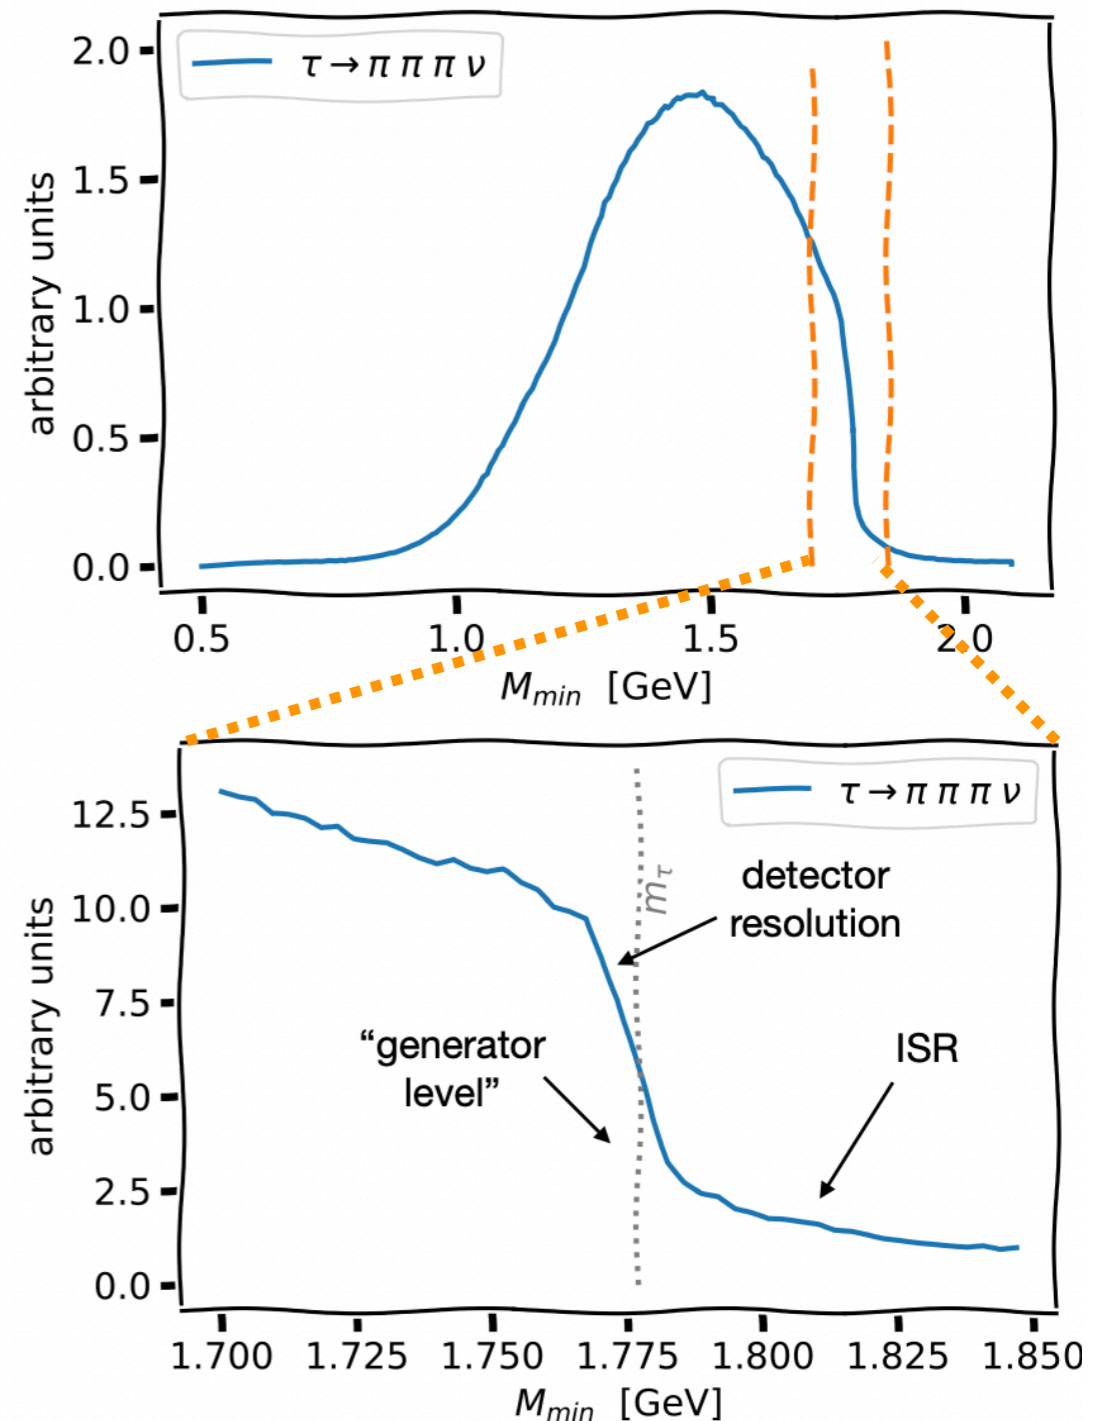 τ → π π π ν
2.0
1.5
1.0
0.5
0.0
arbitrary units
0.5 1.0 1.5 2.0
M_min [GeV]
τ → π π π ν
12.5
10.0
7.5
5.0
2.5
0.0
arbitrary units
m_τ
detector
resolution
“generator
level”
ISR
1.700 1.725 1.750 1.775 1.800 1.825 1.850
M_min [GeV]